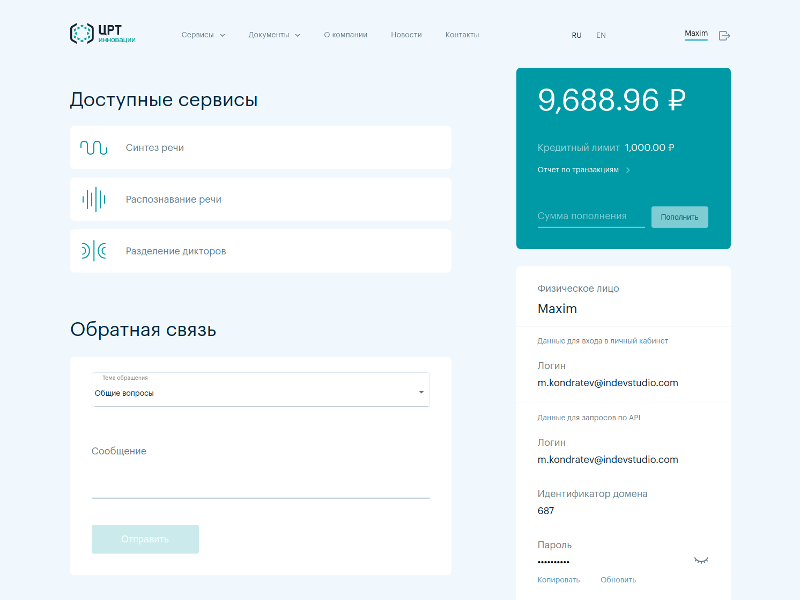 ЦРТ
инновации
Сервисы
Документы
О компании
Новости
Контакты
RU
EN
Maxim
Доступные сервисы
Синтез речи
Распознавание речи
Разделение дикторов
Обратная связь
Тема обращения
Общие вопросы
Сообщение
Отправить
9,688.96 ₽
Кредитный лимит 1,000.00 ₽
Отчет по транзакциям
Сумма пополнения
Пополнить
Физическое лицо
Maxim
Данные для входа в личный кабинет
Логин
m.kondratev@indevstudio.com
Данные для запросов по API
Логин
m.kondratev@indevstudio.com
Идентификатор домена
687
Пароль
••••••••••
Копировать
Обновить